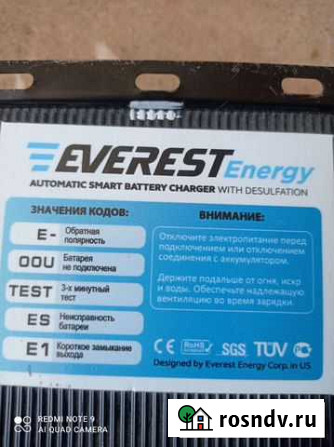 EVEREST Energy
AUTOMATIC SMART BATTERY CHARGER WITH DESULFATION
ЗНАЧЕНИЯ КОДОВ:
E- Обратная
полярность
OOU Батарея
не подключена
TEST 3-х минутный
тест
ES Неисправность
батареи
E1 Короткое замыкание
выхода
ВНИМАНИЕ:
Отключите электропитание перед
подключением или отключением
соединения с аккумулятором.
Держите подальше от огня, искр
и воды. Обеспечьте надлежащую
вентиляцию во время зарядки.
CE RoHS SGS TÜV
Designed by Everest Energy Corp. in US
REDMI NOTE 9
AI QUAD CAMERA
rosndv.ru